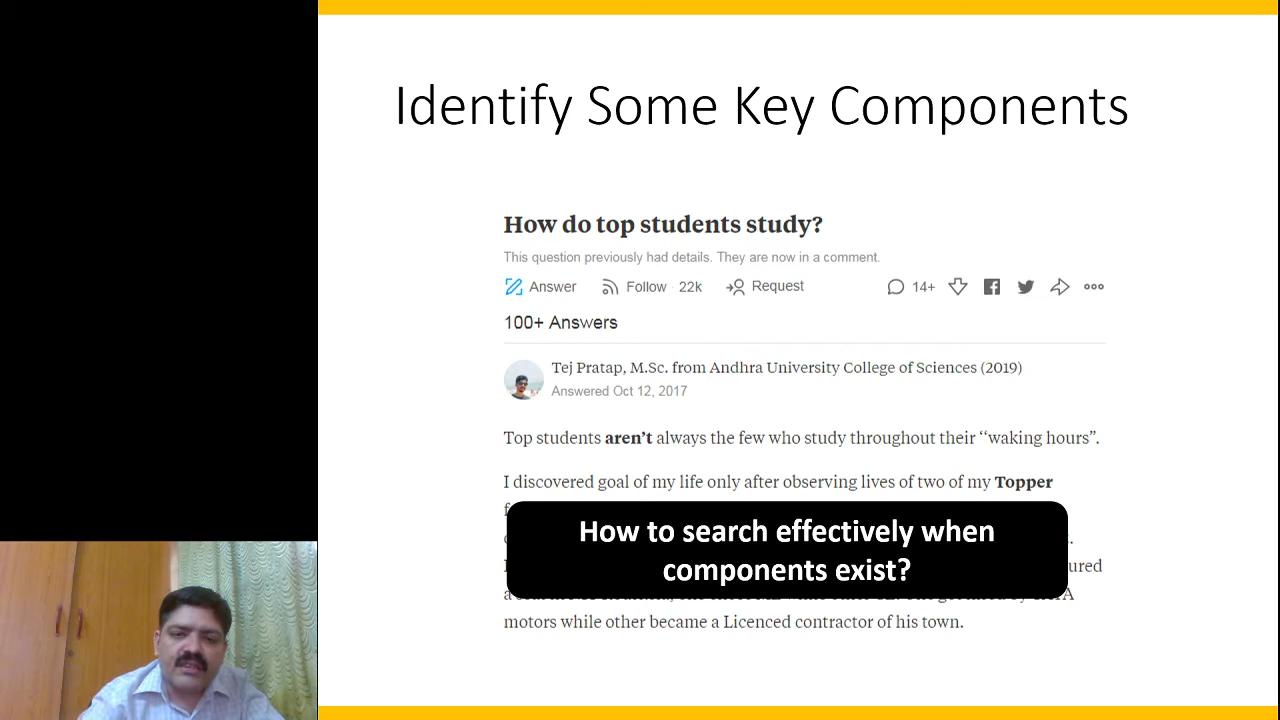 Identify Some Key Components
How do top students study?
This question previously had details. They are now in a comment.
Answer Follow · 22k Request 14+
100+ Answers
Tej Pratap, M.Sc. from Andhra University College of Sciences (2019)
Answered Oct 12, 2017
Top students aren't always the few who study throughout their “waking hours”.
I discovered goal of my life only after observing lives of two of my Topper
How to search effectively when
components exist?
motors while other became a Licenced contractor of his town.